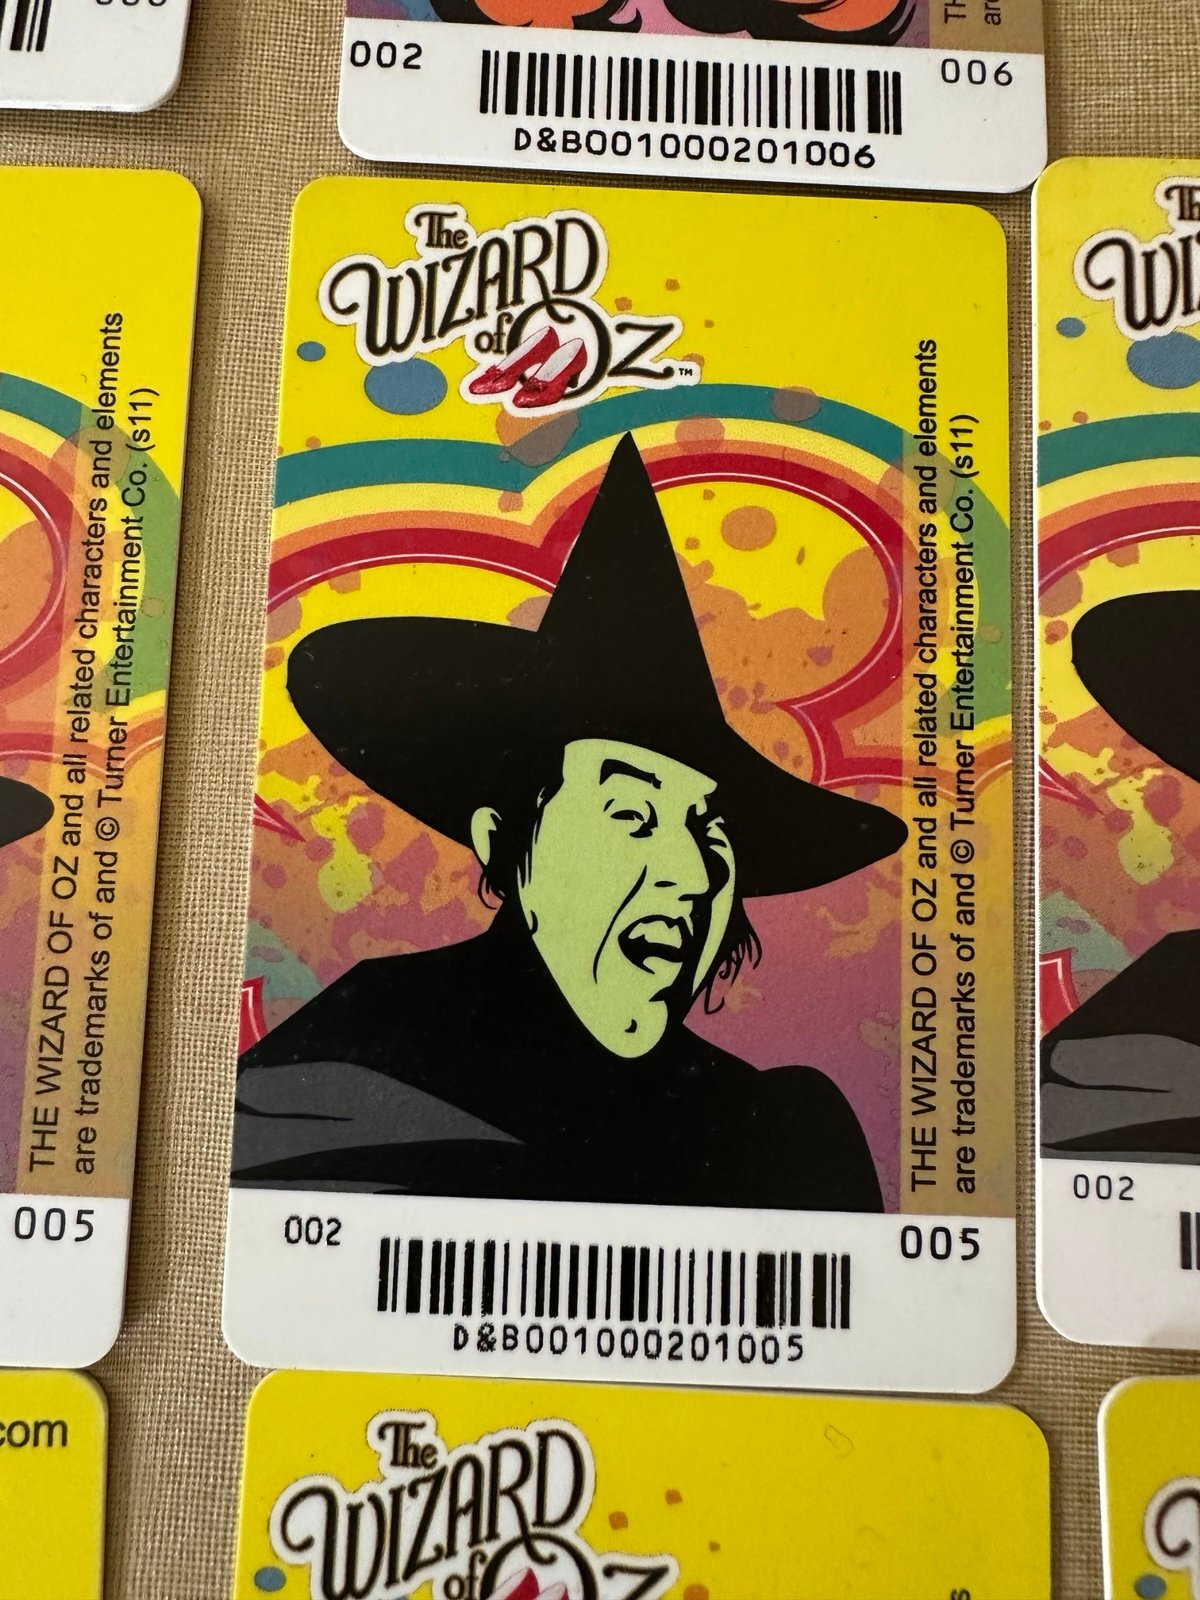 002
006
D&B001000201006
The
WIZARD
of OZ™
THE WIZARD OF OZ and all related characters and elements
are trademarks of and © Turner Entertainment Co. (s11)
005
THE WIZARD OF OZ and all related characters and elements
are trademarks of and © Turner Entertainment Co. (s11)
002
005
D&B001000201005
002
com
The
WIZARD
of OZ